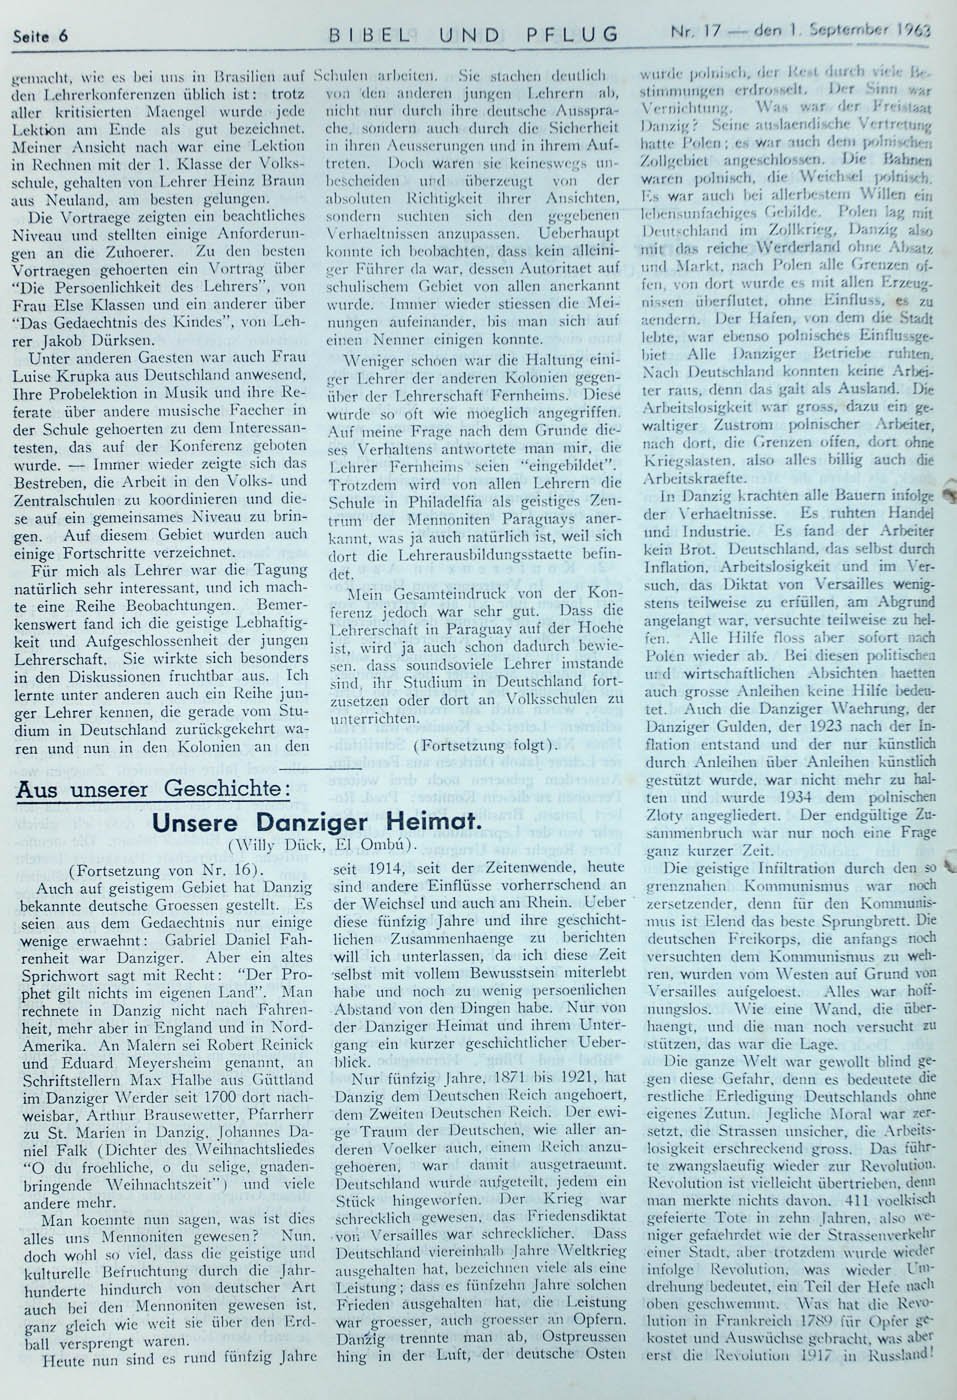 Seite 6
BIBEL UND PFLUG
Nr. 17 — den 1. September 1963
gemacht, wie es bei uns in Brasilien auf
den Lehrerkonferenzen üblich ist: trotz
aller kritisierten Maengel wurde jede
Lektion am Ende als gut bezeichnet.
Meiner Ansicht nach war eine Lektion
in Rechnen mit der 1. Klasse der Volks-
schule, gehalten von Lehrer Heinz Braun
aus Neuland, am besten gelungen.
Die Vortraege zeigten ein beachtliches
Niveau und stellten einige Anforderun-
gen an die Zuhoerer. Zu den besten
Vortraegen gehoerten ein Vortrag über
"Die Persoenlichkeit des Lehrers", von
Frau Else Klassen und ein anderer über
"Das Gedaechtnis des Kindes", von Leh-
rer Jakob Dürksen.
Unter anderen Gaesten war auch Frau
Luise Krupka aus Deutschland anwesend,
Ihre Probelektion in Musik und ihre Re-
ferate über andere musische Faecher in
der Schule gehoerten zu dem Interessan-
testen, das auf der Konferenz geboten
wurde. — Immer wieder zeigte sich das
Bestreben, die Arbeit in den Volks- und
Zentralschulen zu koordinieren und die-
se auf ein gemeinsames Niveau zu brin-
gen. Auf diesem Gebiet wurden auch
einige Fortschritte verzeichnet.
Für mich als Lehrer war die Tagung
natürlich sehr interessant, und ich mach-
te eine Reihe Beobachtungen. Bemer-
kenswert fand ich die geistige Lebhaftig-
keit und Aufgeschlossenheit der jungen
Lehrerschaft. Sie wirkte sich besonders
in den Diskussionen fruchtbar aus. Ich
lernte unter anderen auch ein Reihe jun-
ger Lehrer kennen, die gerade vom Stu-
dium in Deutschland zurückgekehrt wa-
ren und nun in den Kolonien an den
Schulen arbeiten. Sie stachen deutlich
von den anderen jungen Lehrern ab,
nicht nur durch ihre deutsche Ausspra-
che, sondern auch durch die Sicherheit
in ihren Aeusserungen und in ihrem Auf-
treten. Doch waren sie keineswegs un-
bescheiden und überzeugt von der
absoluten Richtigkeit ihrer Ansichten,
sondern suchten sich den gegebenen
Verhaeltnissen anzupassen. Ueberhaupt
konnte ich beobachten, dass kein alleini-
ger Führer da war, dessen Autoritaet auf
schulischem Gebiet von allen anerkannt
wurde. Immer wieder stiessen die Mei-
nungen aufeinander, bis man sich auf
einen Nenner einigen konnte.
Weniger schoen war die Haltung eini-
ger Lehrer der anderen Kolonien gegen-
über der Lehrerschaft Fernheims. Diese
wurde so oft wie moeglich angegriffen.
Auf meine Frage nach dem Grunde die-
ses Verhaltens antwortete man mir, die
Lehrer Fernheims seien "eingebildet".
Trotzdem wird von allen Lehrern die
Schule in Philadelfia als geistiges Zen-
trum der Mennoniten Paraguays aner-
kannt, was ja auch natürlich ist, weil sich
dort die Lehrerausbildungsstaette befin-
det.
Mein Gesamteindruck von der Kon-
ferenz jedoch war sehr gut. Dass die
Lehrerschaft in Paraguay auf der Hoehe
ist, wird ja auch schon dadurch bewie-
sen, dass soundsoviele Lehrer imstande
sind, ihr Studium in Deutschland fort-
zusetzen oder dort an Volksschulen zu
unterrichten.
(Fortsetzung folgt).
Aus unserer Geschichte:
Unsere Danziger Heimat.
(Willy Dück, El Ombú).
(Fortsetzung von Nr. 16).
Auch auf geistigem Gebiet hat Danzig
bekannte deutsche Groessen gestellt. Es
seien aus dem Gedaechtnis nur einige
wenige erwaehnt: Gabriel Daniel Fah-
renheit war Danziger. Aber ein altes
Sprichwort sagt mit Recht: "Der Pro-
phet gilt nichts im eigenen Land". Man
rechnete in Danzig nicht nach Fahren-
heit, mehr aber in England und in Nord-
Amerika. An Malern sei Robert Reinick
und Eduard Meyersheim genannt, an
Schriftstellern Max Halbe aus Güttland
im Danziger Werder seit 1700 dort nach-
weisbar, Arthur Brausewetter, Pfarrherr
zu St. Marien in Danzig, Johannes Da-
niel Falk (Dichter des Weihnachtsliedes
"O du froehliche, o du selige, gnaden-
bringende Weihnachtszeit") und viele
andere mehr.
Man koennte nun sagen, was ist dies
alles uns Mennoniten gewesen? Nun,
doch wohl so viel, dass die geistige und
kulturelle Befruchtung durch die Jahr-
hunderte hindurch von deutscher Art
auch bei den Mennoniten gewesen ist,
ganz gleich wie weit sie über den Erd-
ball versprengt waren.
Heute nun sind es rund fünfzig Jahre
seit 1914, seit der Zeitenwende, heute
sind andere Einflüsse vorherrschend an
der Weichsel und auch am Rhein. Ueber
diese fünfzig Jahre und ihre geschicht-
lichen Zusammenhaenge zu berichten
will ich unterlassen, da ich diese Zeit
selbst mit vollem Bewusstsein miterlebt
habe und noch zu wenig persoenlichen
Abstand von den Dingen habe. Nur von
der Danziger Heimat und ihrem Unter-
gang ein kurzer geschichtlicher Ueber-
blick.
Nur fünfzig Jahre, 1871 bis 1921, hat
Danzig dem Deutschen Reich angehoert,
dem Zweiten Deutschen Reich. Der ewi-
ge Traum der Deutschen, wie aller an-
deren Voelker auch, einem Reich anzu-
gehoeren, war damit ausgetraeumt.
Deutschland wurde aufgeteilt, jedem ein
Stück hingeworfen. Der Krieg war
schrecklich gewesen, das Friedensdiktat
von Versailles war schrecklicher. Dass
Deutschland viereinhalb Jahre Weltkrieg
ausgehalten hat, bezeichnen viele als eine
Leistung; dass es fünfzehn Jahre solchen
Frieden ausgehalten hat, die Leistung
war groesser, auch groesser an Opfern.
Danzig trennte man ab, Ostpreussen
hing in der Luft, der deutsche Osten
wurde polnisch, der Rest durch viele Be-
stimmungen erdrosselt. Der Sinn war
Vernichtung. Was war der Freistaat
Danzig? Seine auslaendische Vertretung
hatte Polen; es war auch dem polnischen
Zollgebiet angeschlossen. Die Bahnen
waren polnisch, die Weichsel polnisch.
Es war auch bei allerbestem Willen ein
lebensunfaehiges Gebilde. Polen lag mit
Deutschland im Zollkrieg, Danzig also
mit das reiche Werderland ohne Absatz
und Markt, nach Polen alle Grenzen of-
fen, von dort wurde es mit allen Erzeug-
nissen überflutet, ohne Einfluss, es zu
aendern. Der Hafen, von dem die Stadt
lebte, war ebenso polnisches Einflussge-
biet Alle Danziger Betriebe ruhten.
Nach Deutschland konnten keine Arbei-
ter raus, denn das galt als Ausland. Die
Arbeitslosigkeit war gross, dazu ein ge-
waltiger Zustrom polnischer Arbeiter,
nach dort, die Grenzen offen, dort ohne
Kriegslasten, also alles billig auch die
Arbeitskraefte.
In Danzig krachten alle Bauern infolge
der Verhaeltnisse. Es ruhten Handel
und Industrie. Es fand der Arbeiter
kein Brot. Deutschland, das selbst durch
Inflation, Arbeitslosigkeit und im Ver-
such, das Diktat von Versailles wenig-
stens teilweise zu erfüllen, am Abgrund
angelangt war, versuchte teilweise zu hel-
fen. Alle Hilfe floss aber sofort nach
Polen wieder ab. Bei diesen politischen
und wirtschaftlichen Absichten haetten
auch grosse Anleihen keine Hilfe bedeu-
tet. Auch die Danziger Waehrung, der
Danziger Gulden, der 1923 nach der In-
flation entstand und der nur künstlich
durch Anleihen über Anleihen künstlich
gestützt wurde, war nicht mehr zu hal-
ten und wurde 1934 dem polnischen
Zloty angegliedert. Der endgültige Zu-
sammenbruch war nur noch eine Frage
ganz kurzer Zeit.
Die geistige Infiltration durch den so
grenznahen Kommunismus war noch
zersetzender, denn für den Kommunis-
mus ist Elend das beste Sprungbrett. Die
deutschen Freikorps, die anfangs noch
versuchten dem Kommunismus zu weh-
ren, wurden vom Westen auf Grund von
Versailles aufgeloest. Alles war hoff-
nungslos. Wie eine Wand, die über-
haengt, und die man noch versucht zu
stützen, das war die Lage.
Die ganze Welt war gewollt blind ge-
gen diese Gefahr, denn es bedeutete die
restliche Erledigung Deutschlands ohne
eigenes Zutun. Jegliche Moral war zer-
setzt, die Strassen unsicher, die Arbeits-
losigkeit erschreckend gross. Das führ-
te zwangslaeufig wieder zur Revolution.
Revolution ist vielleicht übertrieben, denn
man merkte nichts davon. 411 voelkisch
gefeierte Tote in zehn Jahren, also we-
niger gefaehrdet wie der Strassenverkehr
einer Stadt, aber trotzdem wurde wieder
infolge Revolution, was wieder Um-
drehung bedeutet, ein Teil der Hefe nach
oben geschwemmt. Was hat die Revo-
lution in Frankreich 1789 für Opfer ge-
kostet und Auswüchse gebracht, was aber
erst die Revolution 1917 in Russland!